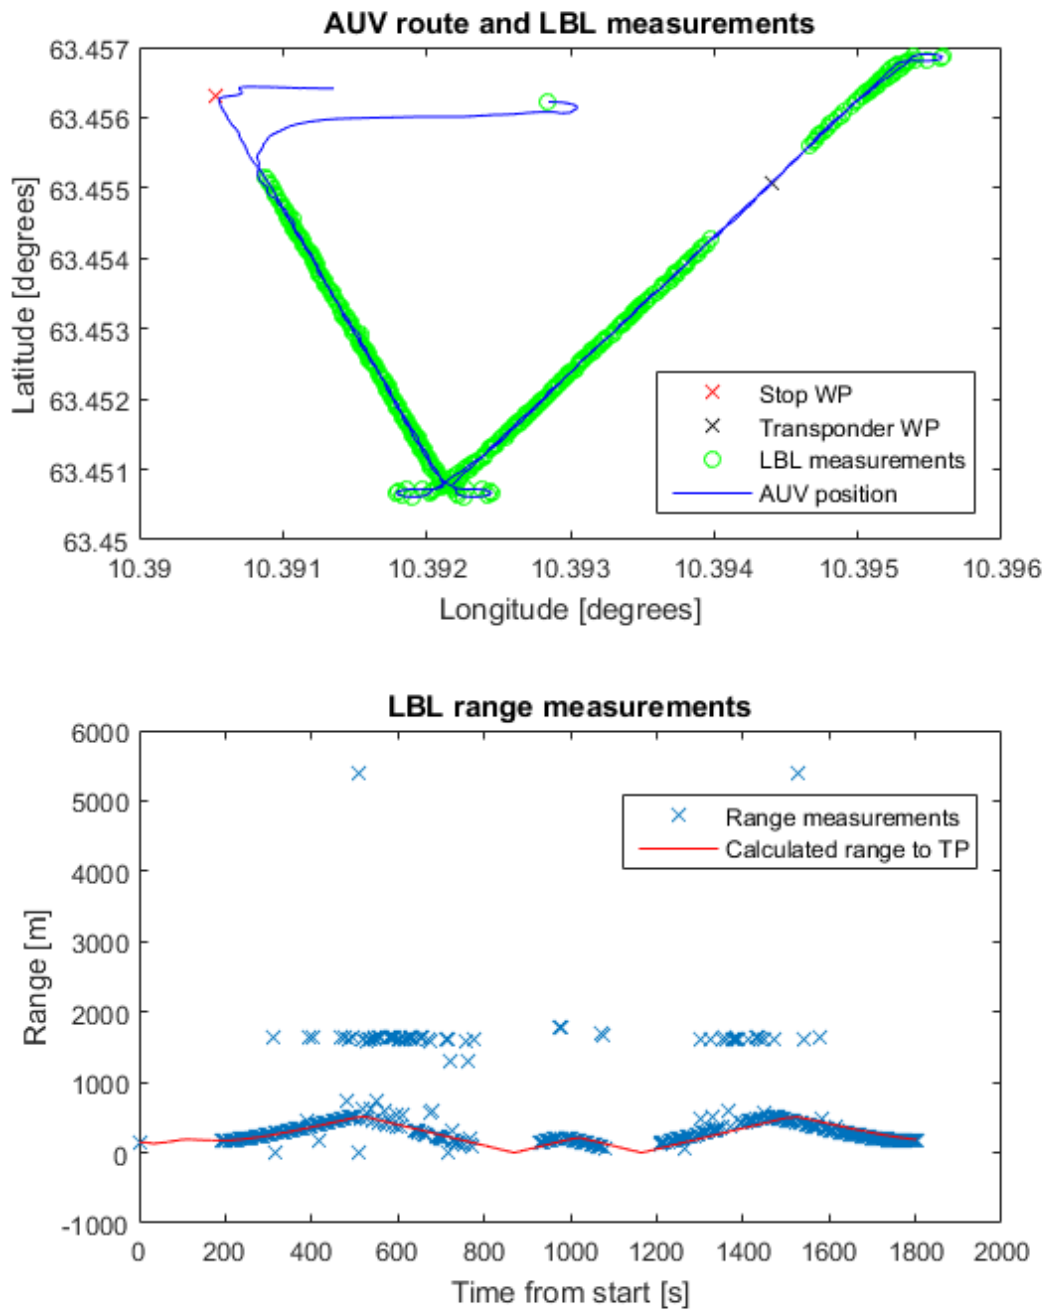 AUV route and LBL measurements
63.457
63.456
63.455
63.454
63.453
63.452
63.451
63.45
Latitude [degrees]
Stop WP
Transponder WP
LBL measurements
AUV position
10.39 10.391 10.392 10.393 10.394 10.395 10.396
Longitude [degrees]
LBL range measurements
6000
5000
4000
3000
2000
1000
0
-1000
Range [m]
Range measurements
Calculated range to TP
0 200 400 600 800 1000 1200 1400 1600 1800 2000
Time from start [s]